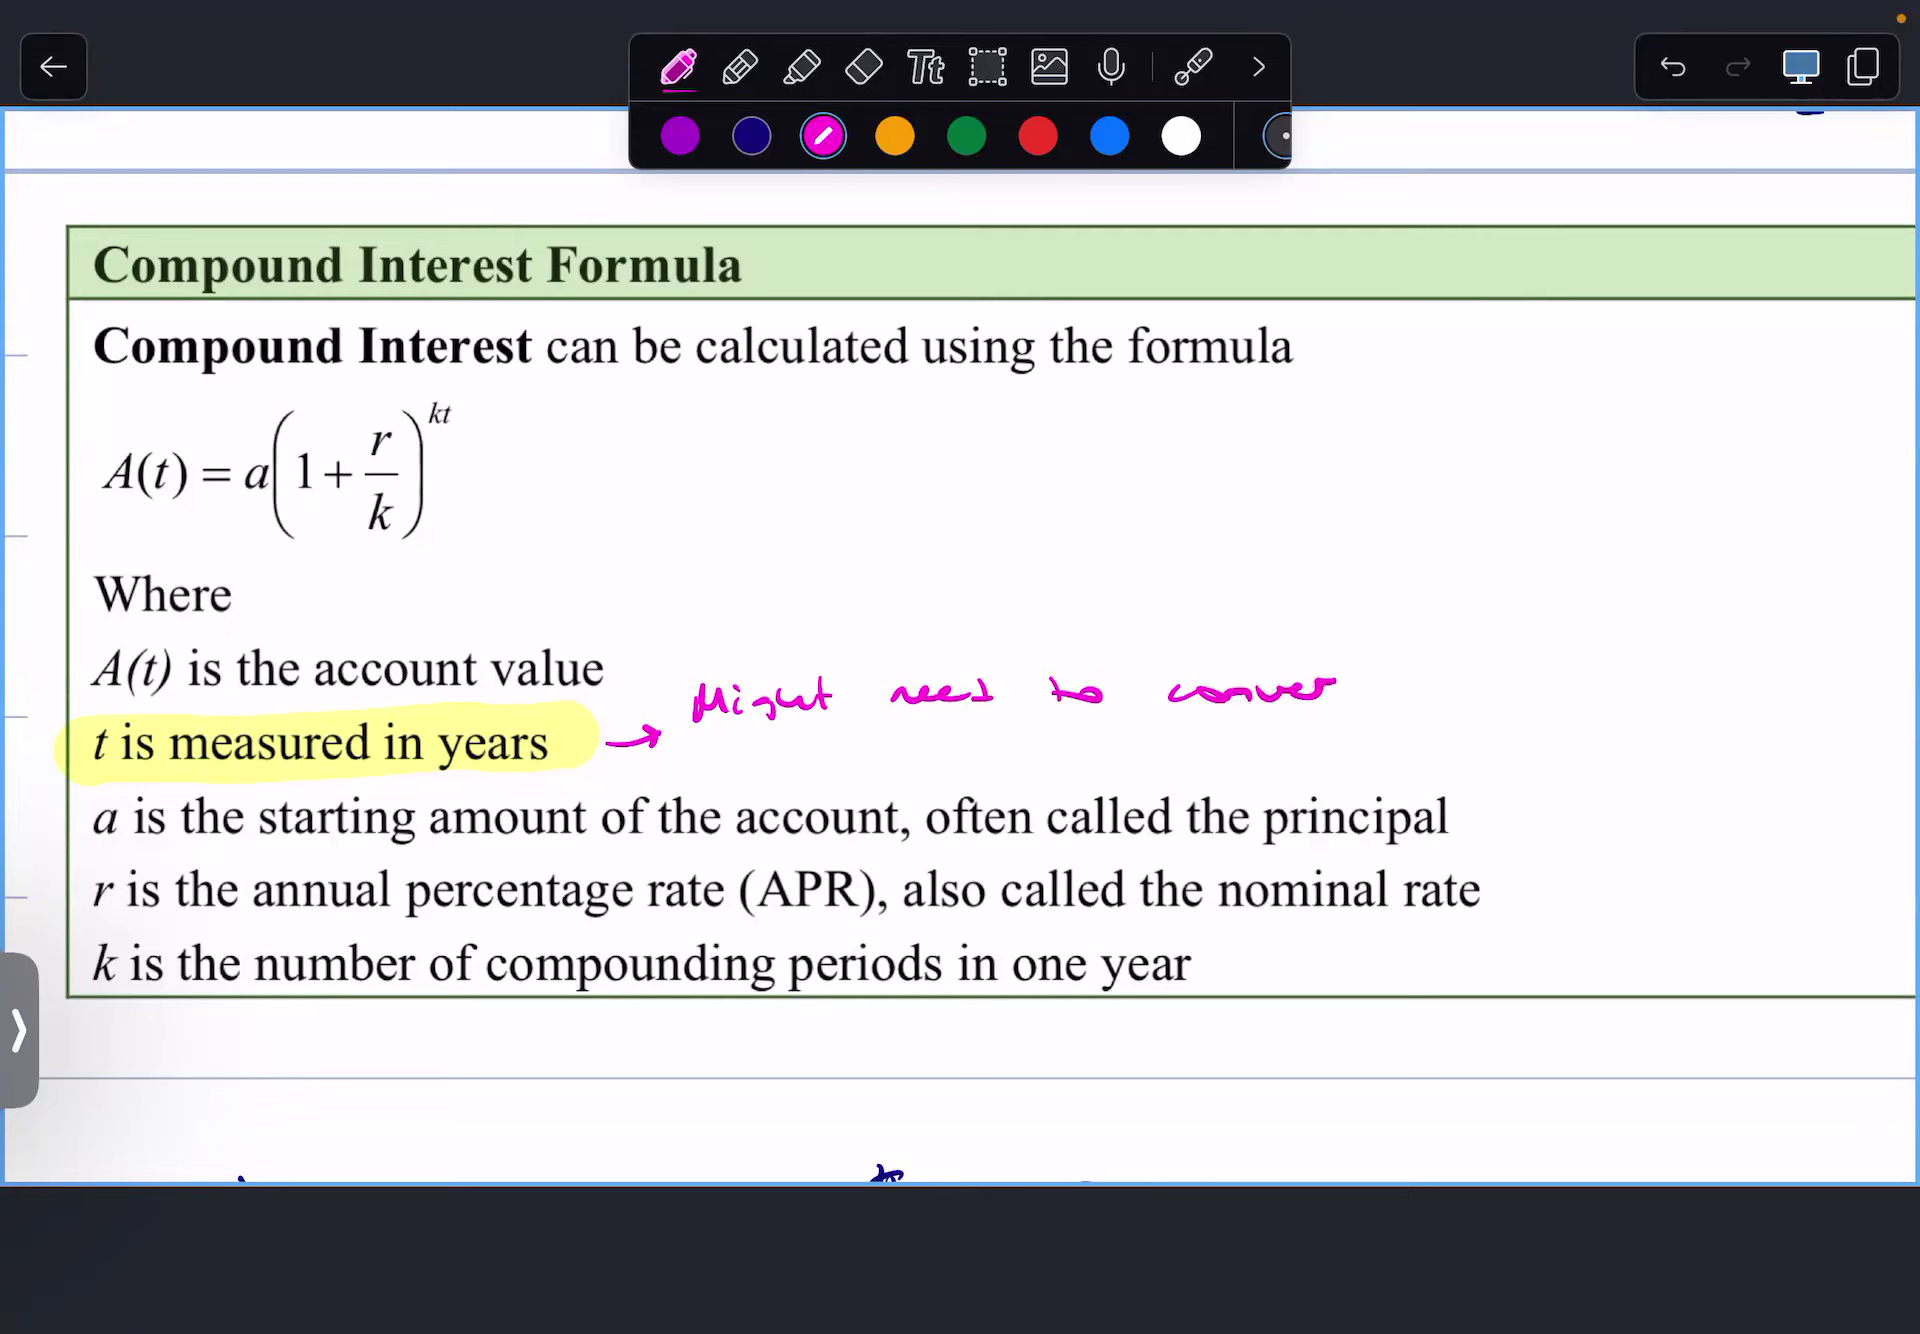 Tt
Compound Interest Formula
Compound Interest can be calculated using the formula
A(t) = a(1 + r/k)^kt
Where
A(t) is the account value
Might need to conver
t is measured in years →
a is the starting amount of the account, often called the principal
r is the annual percentage rate (APR), also called the nominal rate
k is the number of compounding periods in one year